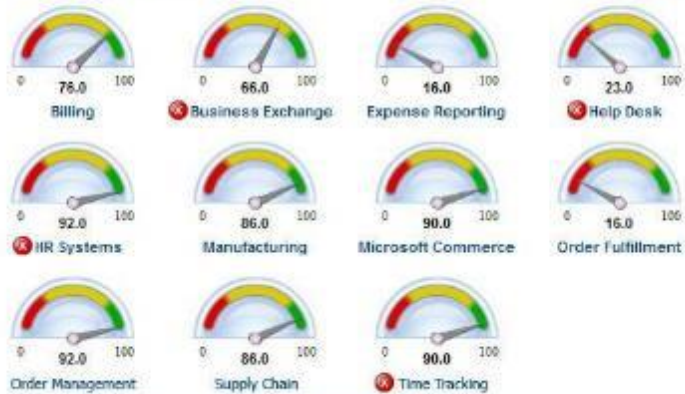 0 100 0 100 0 100 0 100
76.0 66.0 16.0 23.0
Billing Business Exchange Expense Reporting Help Desk
0 100 0 100 0 100 0 100
92.0 86.0 90.0 16.0
HR Systems Manufacturing Microsoft Commerce Order Fulfillment
0 100 0 100 0 100
92.0 86.0 90.0
Order Management Supply Chain Time Tracking